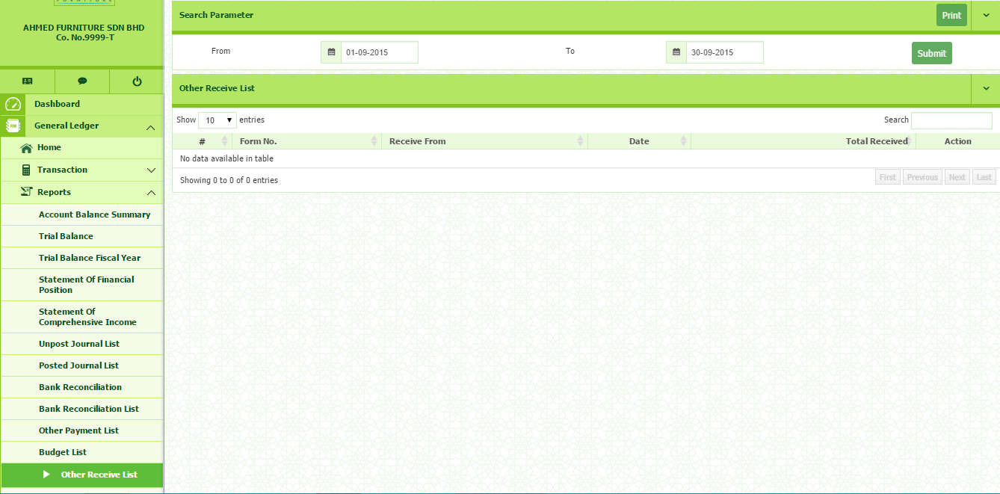 AHMED FURNITURE SDN BHD
Co. No.9999-T
Dashboard
General Ledger
Home
Transaction
Reports
Account Balance Summary
Trial Balance
Trial Balance Fiscal Year
Statement Of Financial
Position
Statement Of
Comprehensive Income
Unpost Journal List
Posted Journal List
Bank Reconciliation
Bank Reconciliation List
Other Payment List
Budget List
Other Receive List
Search Parameter Print
From 01-09-2015 To 30-09-2015 Submit
Other Receive List
Show 10 entries Search
# Form No. Receive From Date Total Received Action
No data available in table
Showing 0 to 0 of 0 entries First Previous Next Last